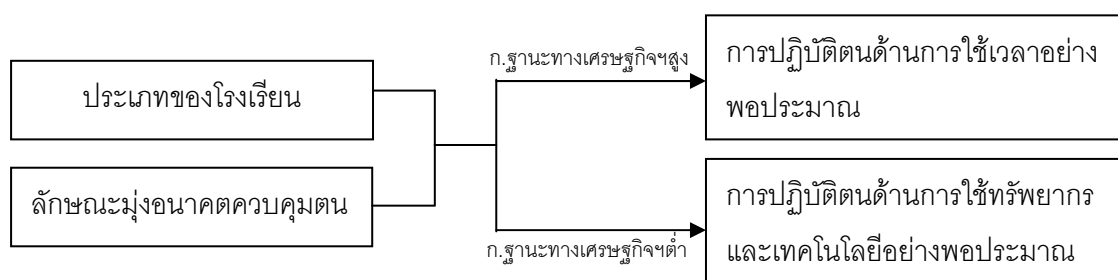 ประเภทของโรงเรียน
ลักษณะมุ่งอนาคตควบคุมตน
ก.ฐานะทางเศรษฐกิจฯสูง
ก.ฐานะทางเศรษฐกิจฯต่ำ
การปฏิบัติตนด้านการใช้เวลาอย่าง
พอประมาณ
การปฏิบัติตนด้านการใช้ทรัพยากร
และเทคโนโลยีอย่างพอประมาณ